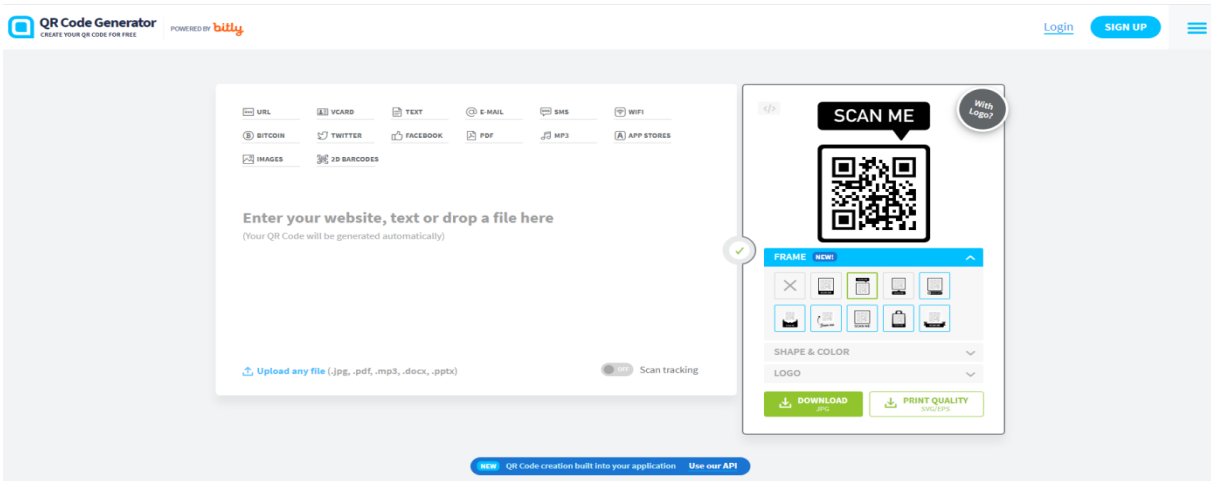 QR Code Generator
CREATE YOUR QR CODE FOR FREE
POWERED BY bitly
Login
SIGN UP
URL
VCARD
TEXT
E-MAIL
SMS
WIFI
BITCOIN
TWITTER
FACEBOOK
PDF
MP3
APP STORES
IMAGES
2D BARCODES
Enter your website, text or drop a file here
(Your QR Code will be generated automatically)
Upload any file (.jpg, .pdf, .mp3, .docx, .pptx)
OFF
Scan tracking
</>
SCAN ME
With
Logo?
FRAME NEW!
SHAPE & COLOR
LOGO
DOWNLOAD
JPG
PRINT QUALITY
SVG/EPS
NEW QR Code creation built into your application Use our API